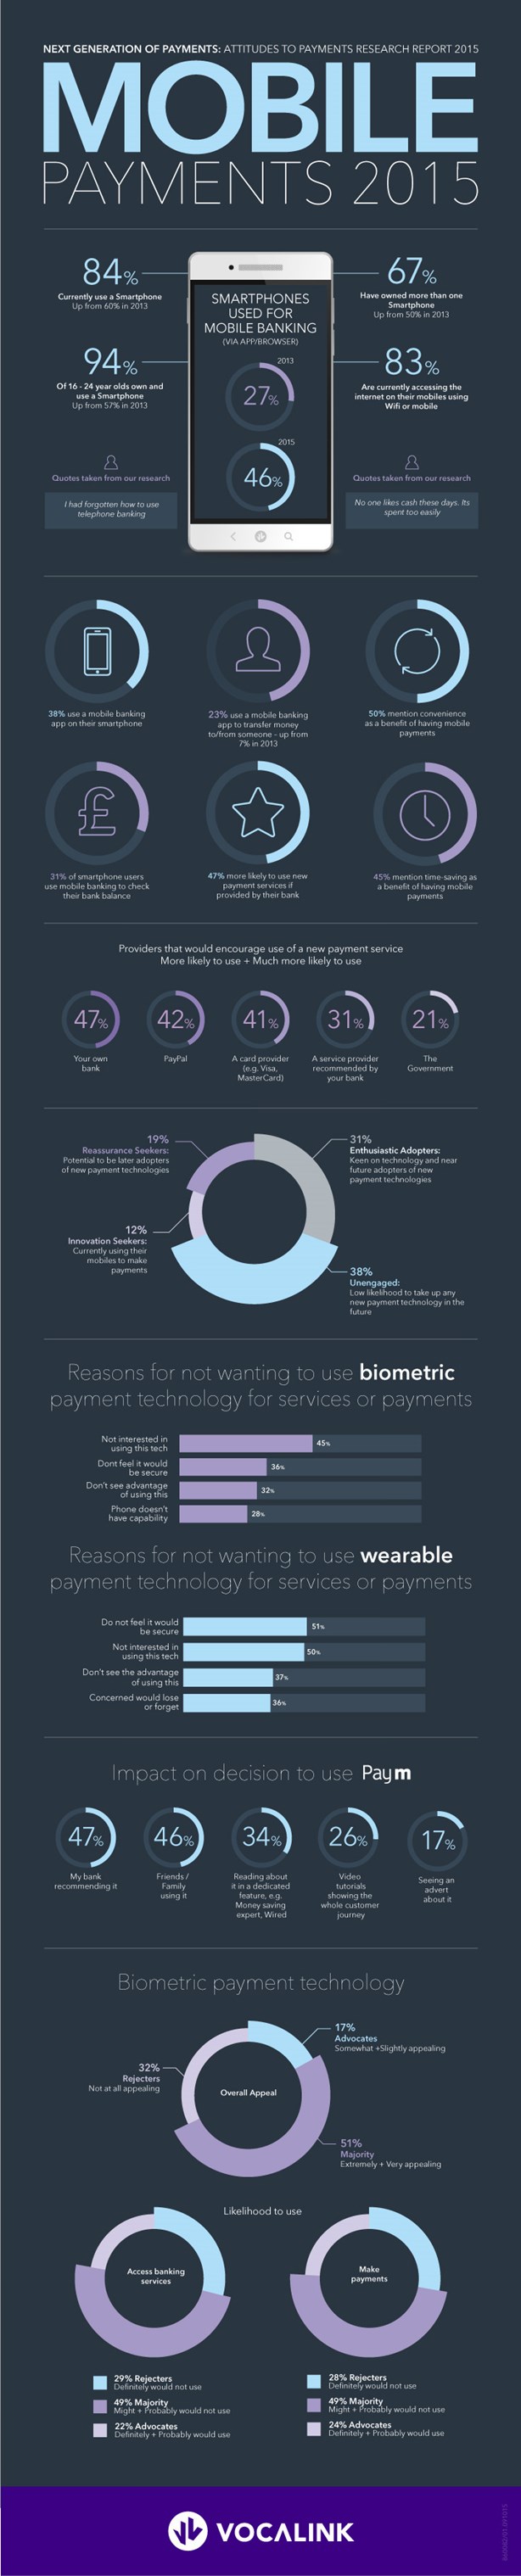 NEXT GENERATION OF PAYMENTS: ATTITUDES TO PAYMENTS RESEARCH REPORT 2015
MOBILE
PAYMENTS 2015
84%
Currently use a Smartphone
Up from 60% in 2013
94%
Of 16 - 24 year olds own and
use a Smartphone
Up from 57% in 2013
Quotes taken from our research
I had forgotten how to use
telephone banking
SMARTPHONES
USED FOR
MOBILE BANKING
(VIA APP/BROWSER)
2013
27%
2015
46%
67%
Have owned more than one
Smartphone
Up from 50% in 2013
83%
Are currently accessing the
internet on their mobiles using
Wifi or mobile
Quotes taken from our research
No one likes cash these days. Its
spent too easily
38% use a mobile banking
app on their smartphone
23% use a mobile banking
app to transfer money
to/from someone - up from
7% in 2013
50% mention convenience
as a benefit of having mobile
payments
£
31% of smartphone users
use mobile banking to check
their bank balance
47% more likely to use new
payment services if
provided by their bank
45% mention time-saving as
a benefit of having mobile
payments
Providers that would encourage use of a new payment service
More likely to use + Much more likely to use
47%
Your own
bank
42%
PayPal
41%
A card provider
(e.g. Visa,
MasterCard)
31%
A service provider
recommended by
your bank
21%
The
Government
19%
Reassurance Seekers:
Potential to be later adopters
of new payment technologies
31%
Enthusiastic Adopters:
Keen on technology and near
future adopters of new
payment technologies
12%
Innovation Seekers:
Currently using their
mobiles to make
payments
38%
Unengaged:
Low likelihood to take up any
new payment technology in the
future
Reasons for not wanting to use biometric
payment technology for services or payments
Not interested in
using this tech
45%
Dont feel it would
be secure
36%
Don't see advantage
of using this
32%
Phone doesn't
have capability
28%
Reasons for not wanting to use wearable
payment technology for services or payments
Do not feel it would
be secure
51%
Not interested in
using this tech
50%
Don't see the advantage
of using this
37%
Concerned would lose
or forget
36%
Impact on decision to use Paym
47%
My bank
recommending it
46%
Friends /
Family
using it
34%
Reading about
it in a dedicated
feature, e.g.
Money saving
expert, Wired
26%
Video
tutorials
showing the
whole customer
journey
17%
Seeing an
advert
about it
Biometric payment technology
17%
Advocates
Somewhat +Slightly appealing
32%
Rejecters
Not at all appealing
Overall Appeal
51%
Majority
Extremely + Very appealing
Likelihood to use
Access banking
services
29% Rejecters
Definitely would not use
49% Majority
Might + Probably would not use
22% Advocates
Definitely + Probably would use
Make
payments
28% Rejecters
Definitely would not use
49% Majority
Might + Probably would not use
24% Advocates
Definitely + Probably would use
VOCALINK